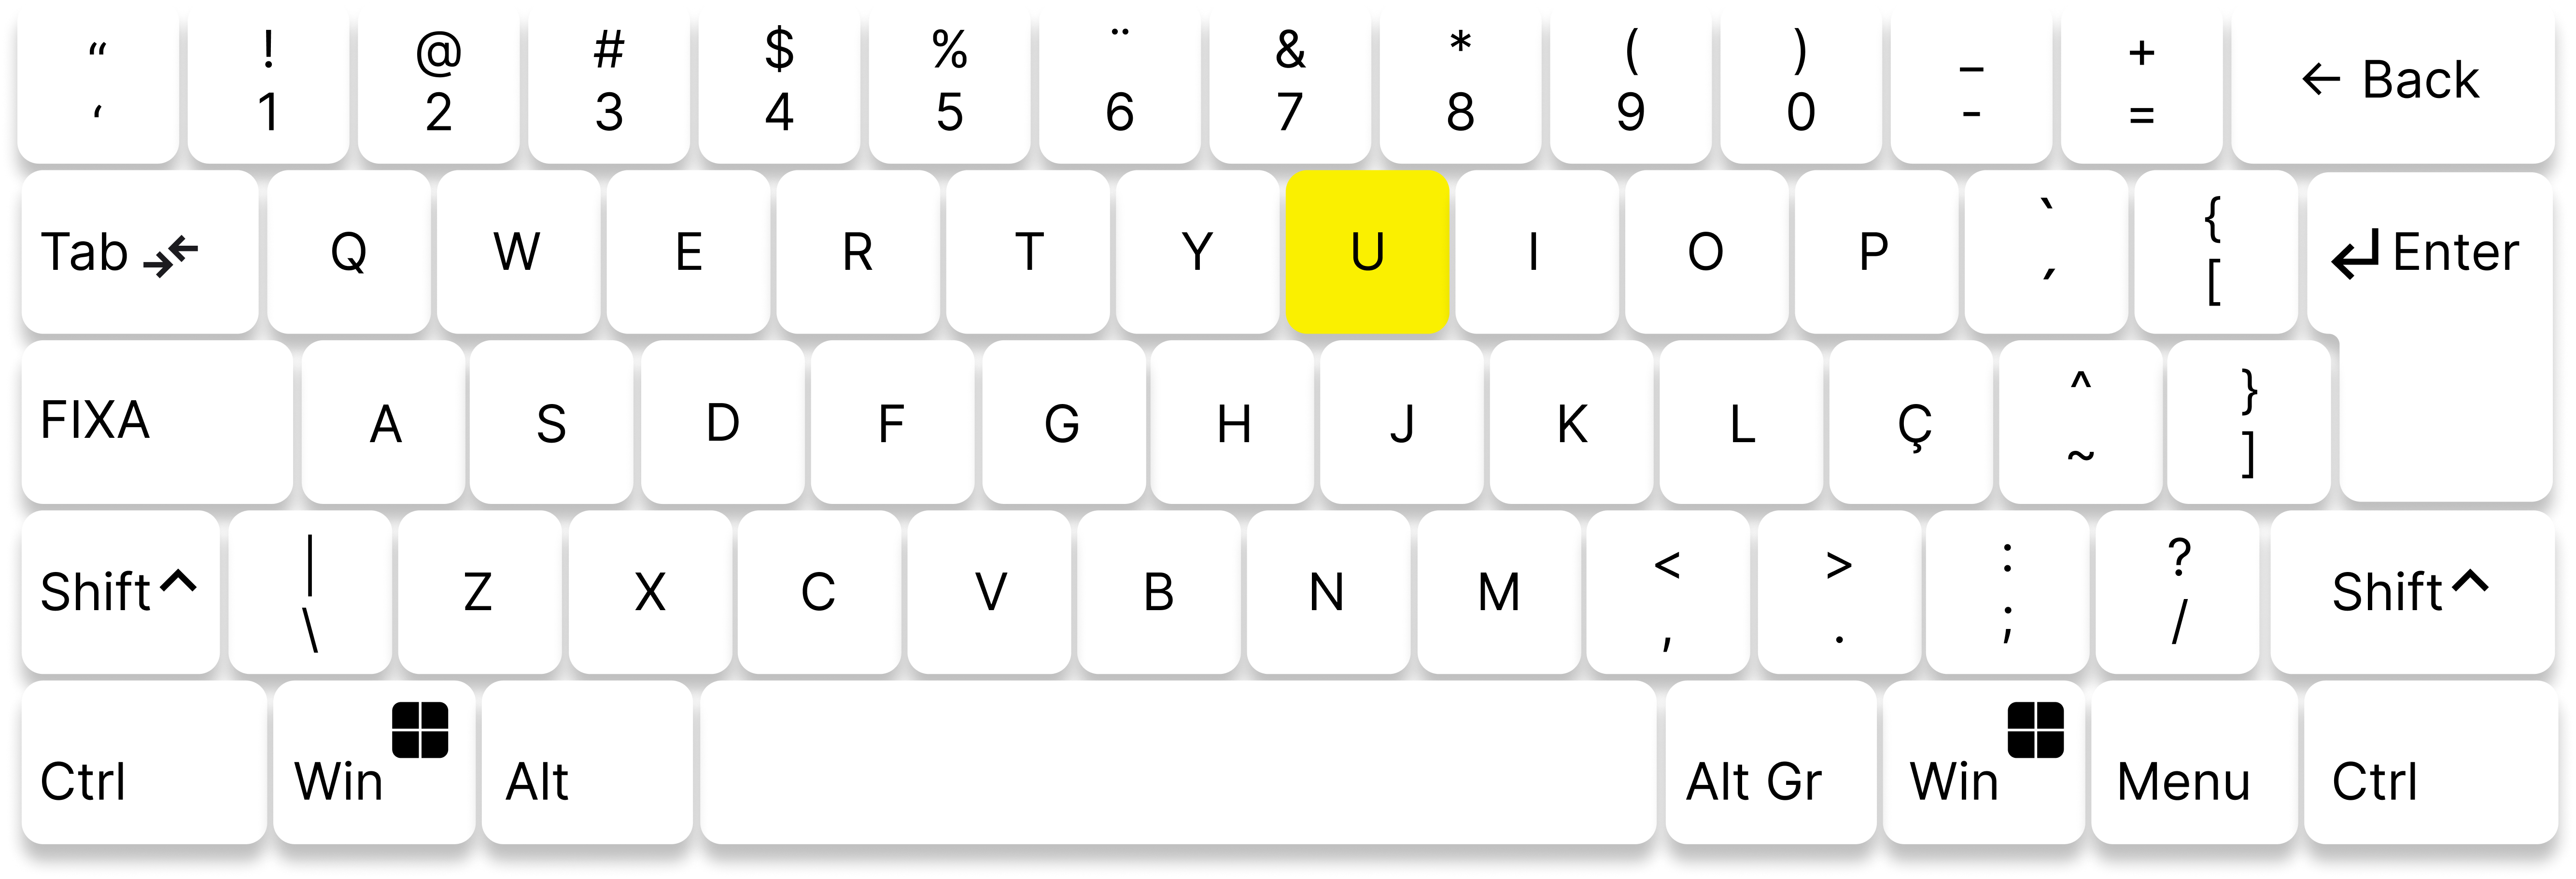 “ ! @ # $ % ¨ & * ( ) _ +
‘ 1 2 3 4 5 6 7 8 9 0 - = ← Back
Tab Q W E R T Y U I O P ` ´ { [ Enter
FIXA A S D F G H J K L Ç ^ ~ } ]
Shift | \ Z X C V B N M < , > . : ; ? / Shift
Ctrl Win Alt Alt Gr Win Menu Ctrl